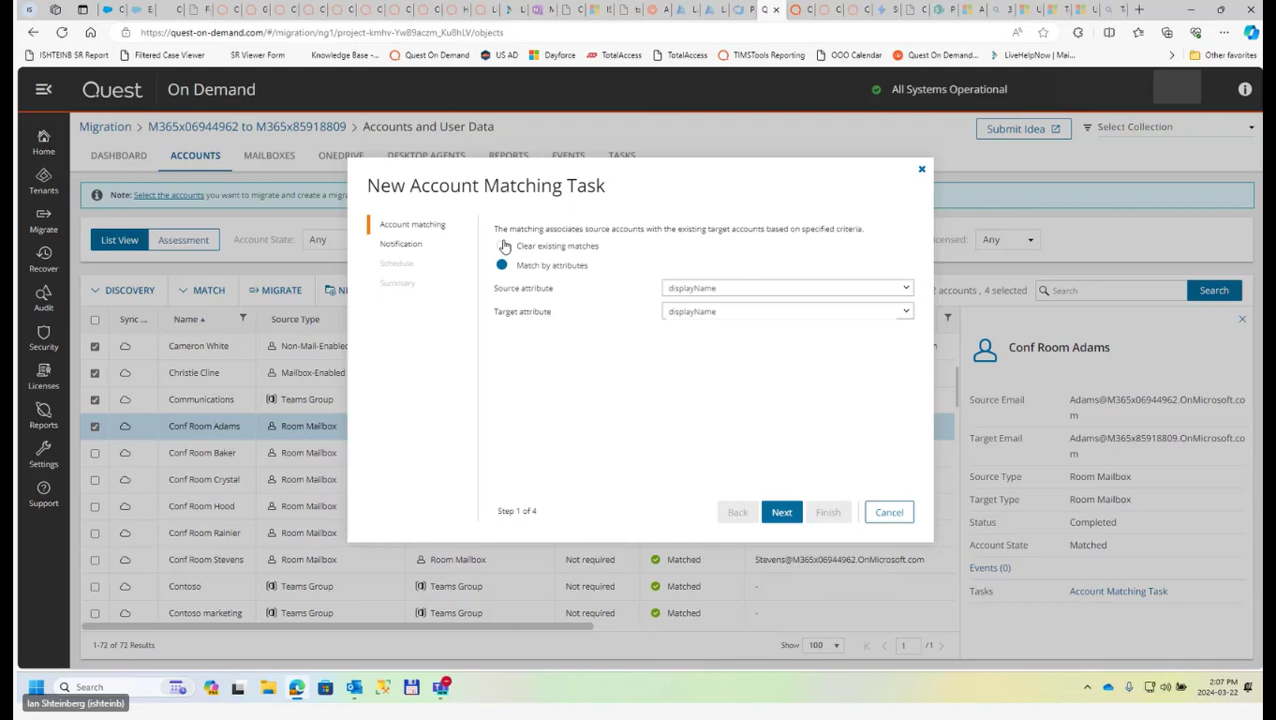 https://quest-on-demand.com/#/migration/ng1/project-kmhv-YwB9aczm_Ku8hLV/objects
ISHTEINB SR Report
Filtered Case Viewer
SR Viewer Form
Knowledge Base -...
Quest On Demand
US AD
Dayforce
TotalAccess
TotalAccess
TIMSTools Reporting
OOO Calendar
Quest On Demand...
LiveHelpNow | Mai...
Other favorites
Quest
On Demand
All Systems Operational
Migration > M365x06944962 to M365x85918809 > Accounts and User Data
Submit Idea
Select Collection
DASHBOARD
ACCOUNTS
MAILBOXES
ONEDRIVE
DESKTOP AGENTS
REPORTS
EVENTS
TASKS
Home
Tenants
Migrate
Recover
Audit
Security
Licenses
Reports
Settings
Support
Note: Select the accounts you want to migrate and create a migra
List View
Assessment
Account State:
Any
Licensed:
Any
DISCOVERY
MATCH
MIGRATE
2 accounts , 4 selected
Search
Search
Sync ...
Name
Source Type
Cameron White
Non-Mail-Enabled
Christie Cline
Mailbox-Enabled
Communications
Teams Group
Conf Room Adams
Room Mailbox
Conf Room Baker
Room Mailbox
Conf Room Crystal
Room Mailbox
Conf Room Hood
Room Mailbox
Conf Room Rainier
Room Mailbox
Conf Room Stevens
Room Mailbox
Room Mailbox
Not required
Matched
Stevens@M365x06944962.OnMicrosoft.com
Contoso
Teams Group
Teams Group
Not required
Matched
-
Contoso marketing
Teams Group
Teams Group
Not required
Matched
-
1-72 of 72 Results
Show
100
1
/1
New Account Matching Task
Account matching
Notification
Schedule
Summary
The matching associates source accounts with the existing target accounts based on specified criteria.
Clear existing matches
Match by attributes
Source attribute
displayName
Target attribute
displayName
Step 1 of 4
Back
Next
Finish
Cancel
Conf Room Adams
Source Email
Adams@M365x06944962.OnMicrosoft.co
m
Target Email
Adams@M365x85918809.OnMicrosoft.co
m
Source Type
Room Mailbox
Target Type
Room Mailbox
Status
Completed
Account State
Matched
Events (0)
Tasks
Account Matching Task
Search
2:07 PM
2024-03-22
Ian Shteinberg (ishteinb)